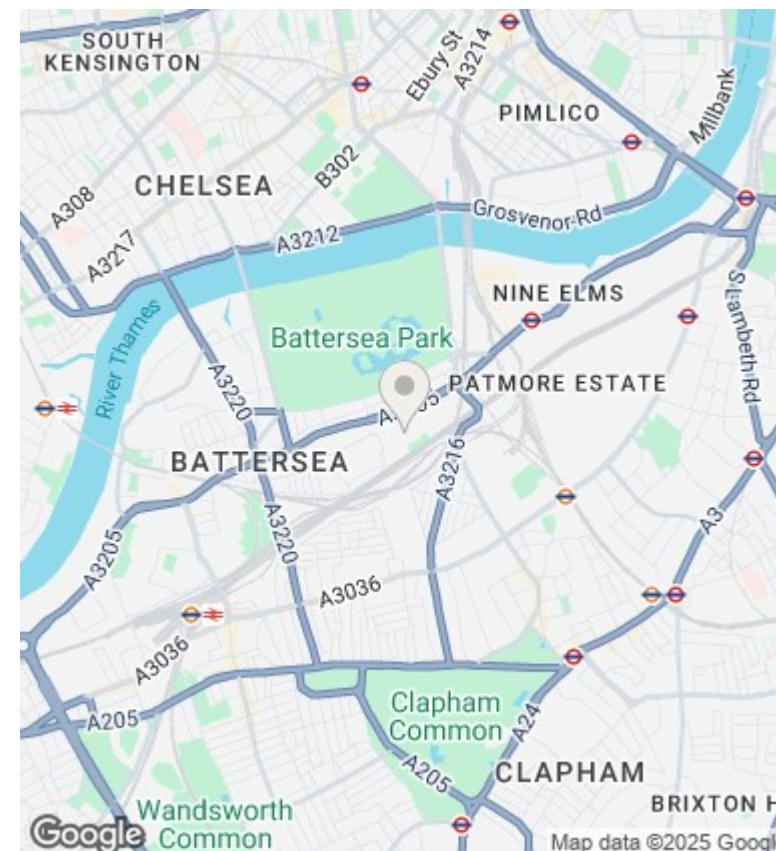 SOUTH
KENSINGTON
Ebury St
A3214
PIMLICO
Millbank
B302
CHELSEA
A308
A3217
Grosvenor Rd
A3212
NINE ELMS
S Lambeth Rd
River Thames
Battersea Park
A3220
PATMORE ESTATE
BATTERSEA
A3216
A3
A3205
A3220
A3036
A3036
Clapham
Common
A24
A205
A205
CLAPHAM
BRIXTON H
Wandsworth
Common
Google
Map data ©2025 Googl